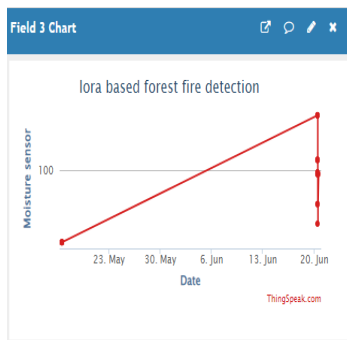 Field 3 Chart
lora based forest fire detection
Moisture sensor
100
23. May 30. May 6. Jun 13. Jun 20. Jun
Date
ThingSpeak.com